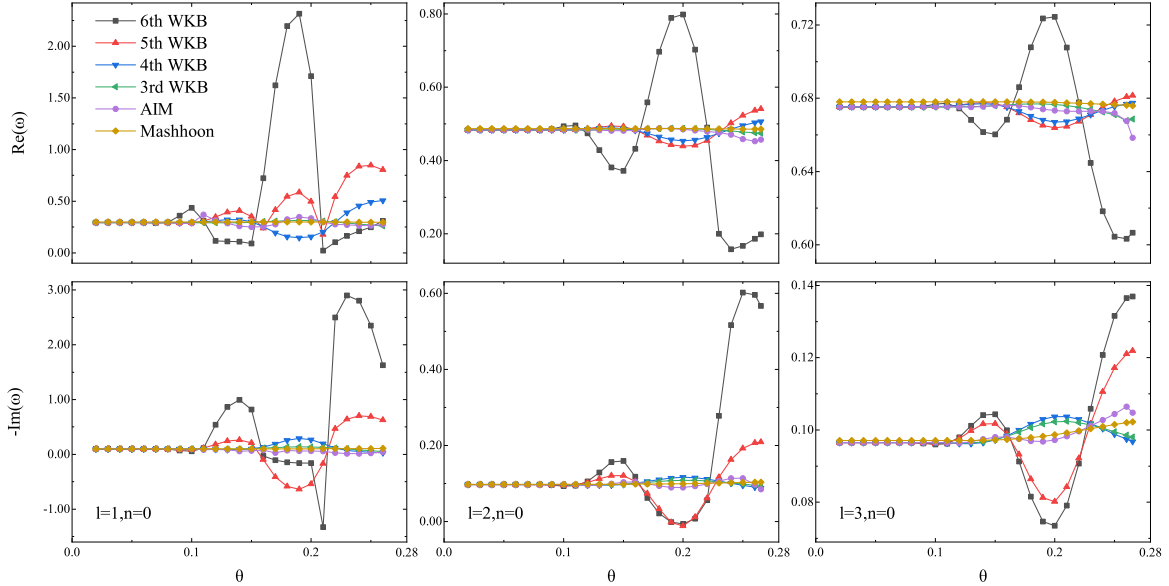 6th WKB
5th WKB
4th WKB
3rd WKB
AIM
Mashhoon
Re(ω)
2.00
1.50
1.00
0.50
0.00
0.80
0.60
0.40
0.20
0.72
0.68
0.64
0.60
-Im(ω)
3.00
2.00
1.00
0.00
-1.00
l=1,n=0
0.0
0.1
0.2
0.28
θ
0.60
0.40
0.20
0.00
l=2,n=0
0.0
0.1
0.2
0.28
θ
0.14
0.12
0.10
0.08
l=3,n=0
0.0
0.1
0.2
0.28
θ